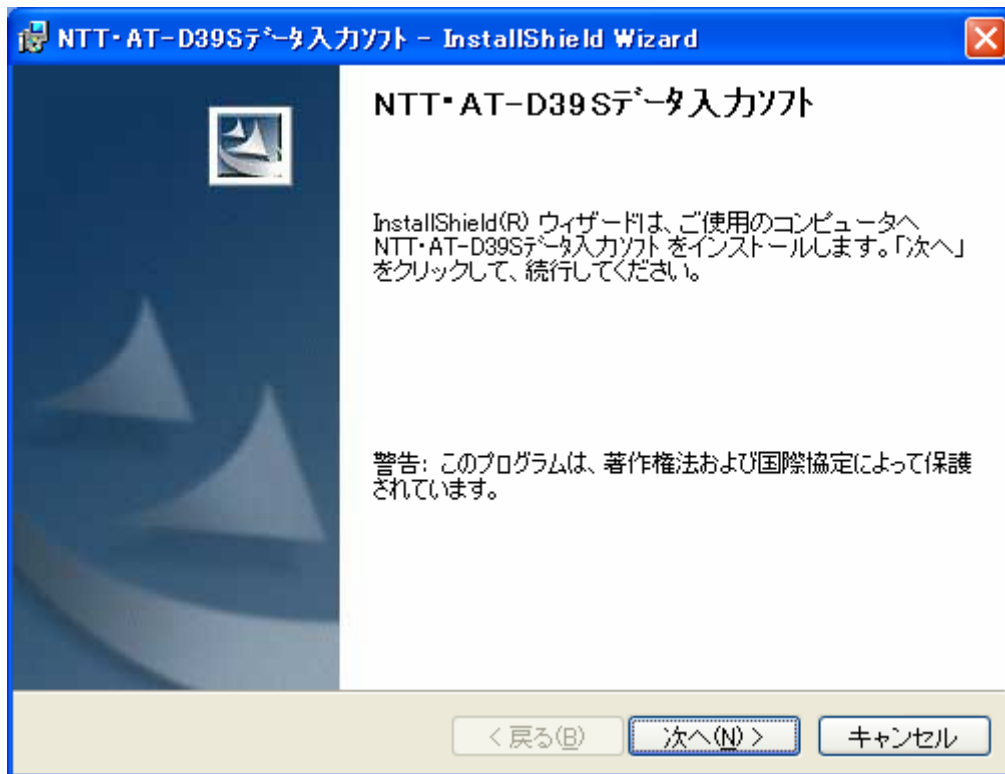 NTT・AT-D39Sﾃﾞｰﾀ入力ｿﾌﾄ - InstallShield Wizard
NTT・AT-D39Sﾃﾞｰﾀ入力ｿﾌﾄ
InstallShield(R) ウィザードは、ご使用のコンピュータへ
NTT・AT-D39Sﾃﾞｰﾀ入力ｿﾌﾄ をインストールします。「次へ」
をクリックして、続行してください。
警告: このプログラムは、著作権法および国際協定によって保護
されています。
< 戻る(B)
次へ(N) >
キャンセル